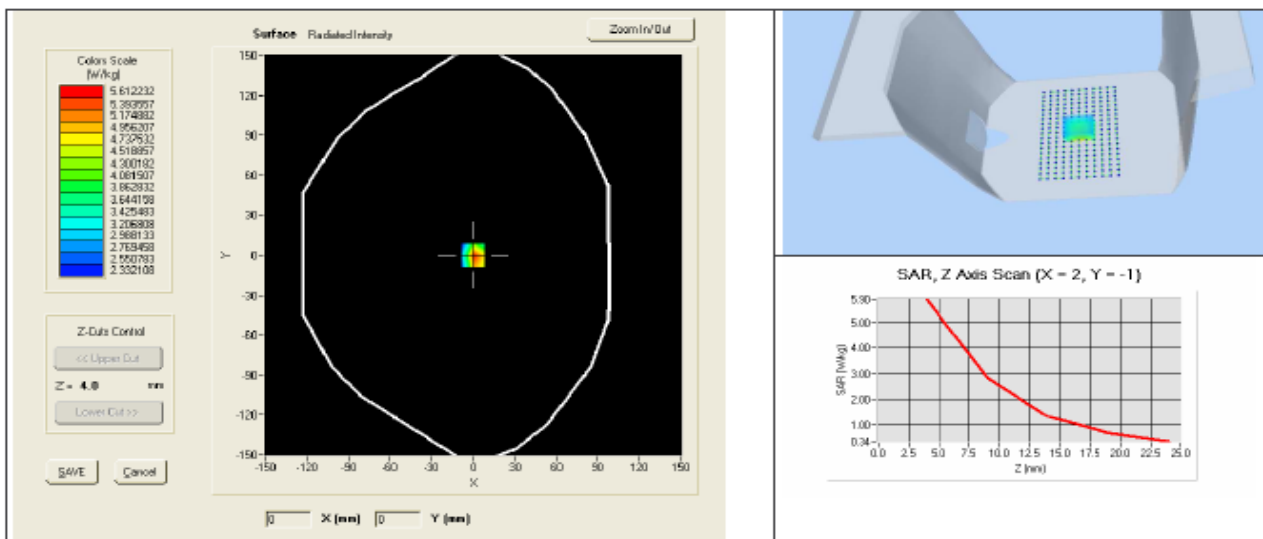 Surface Radiated Intensity
Zoom In/Out
Colors Scale
[W/kg]
5.612232
5.393557
5.174882
4.956207
4.737532
4.518857
4.300182
4.081507
3.862832
3.644158
3.425483
3.206808
2.988133
2.769458
2.550783
2.332108
Z-Cuts Control
<< Upper Cut
Z = 4.0 mm
Lower Cut >>
SAVE Cancel
150
120
90
60
30
0
-30
-60
-90
-120
-150
Y
-150 -120 -90 -60 -30 0 30 60 90 120 150
X
0 X (mm) 0 Y (mm)
SAR, Z Axis Scan (X = 2, Y = -1)
5.90
5.00
4.00
3.00
2.00
1.00
0.34
SAR [W/kg]
0.0 2.5 5.0 7.5 10.0 12.5 15.0 17.5 20.0 22.5 25.0
Z (mm)